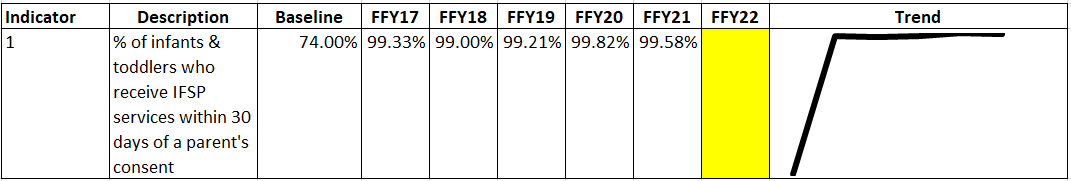 Indicator Description Baseline FFY17 FFY18 FFY19 FFY20 FFY21 FFY22 Trend
1 % of infants & 74.00% 99.33% 99.00% 99.21% 99.82% 99.58%
toddlers who
receive IFSP
services within 30
days of a parent's
consent